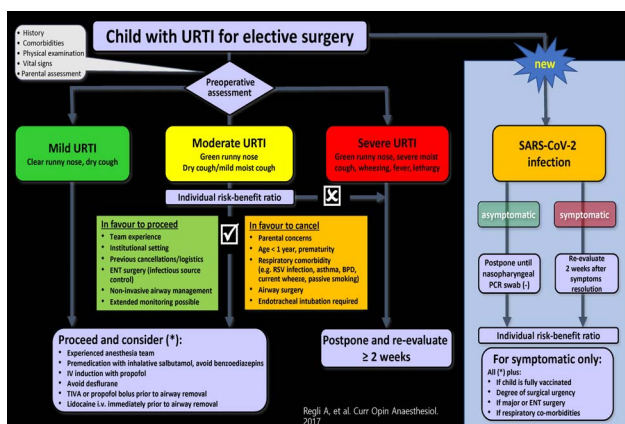 • History
• Comorbidities
• Physical examination
• Vital signs
• Parental assessment
Child with URTI for elective surgery
new
Preoperative
assessment
Mild URTI
Clear runny nose, dry cough
Moderate URTI
Green runny nose
Dry cough/mild moist cough
Severe URTI
Green runny nose, severe moist
cough, wheezing, fever, lethargy
SARS-CoV-2
infection
Individual risk-benefit ratio
In favour to proceed
• Team experience
• Institutional setting
• Previous cancellations/logistics
• ENT surgery (infectious source
control)
• Non-invasive airway management
• Extended monitoring possible
In favour to cancel
• Parental concerns
• Age < 1 year, prematurity
• Respiratory comorbidity
(e.g. RSV infection, asthma, BPD,
current wheeze, passive smoking)
• Airway surgery
• Endotracheal intubation required
asymptomatic
symptomatic
Postpone until
nasopharyngeal
PCR swab (-)
Re-evaluate
2 weeks after
symptoms
resolution
Proceed and consider (*):
• Experienced anesthesia team
• Premedication with inhalative salbutamol, avoid benzodiazepins
• IV induction with propofol
• Avoid desflurane
• TIVA or propofol bolus prior to airway removal
• Lidocaine i.v. immediately prior to airway removal
Postpone and re-evaluate
≥ 2 weeks
Individual risk-benefit ratio
For symptomatic only:
All (*) plus:
• If child is fully vaccinated
• Degree of surgical urgency
• If major or ENT surgery
• If respiratory co-morbidities
Regli A, et al. Curr Opin Anaesthesiol.
2017